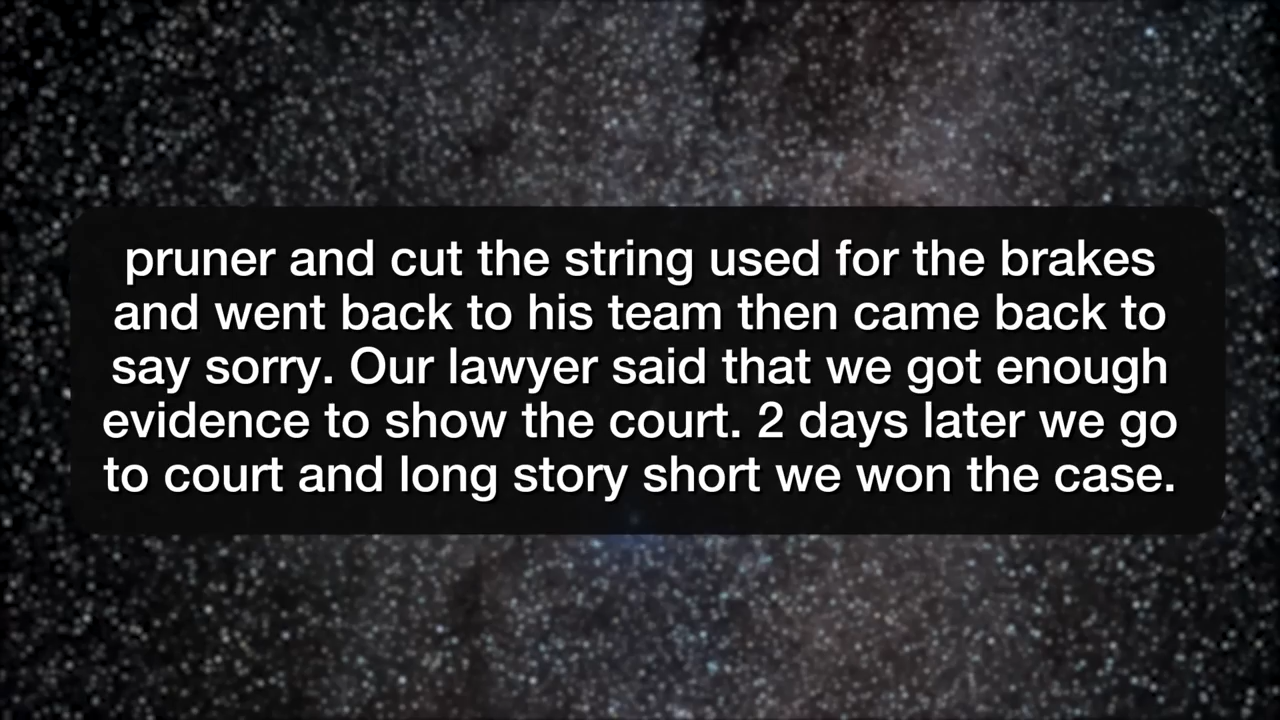 pruner and cut the string used for the brakes
and went back to his team then came back to
say sorry. Our lawyer said that we got enough
evidence to show the court. 2 days later we go
to court and long story short we won the case.